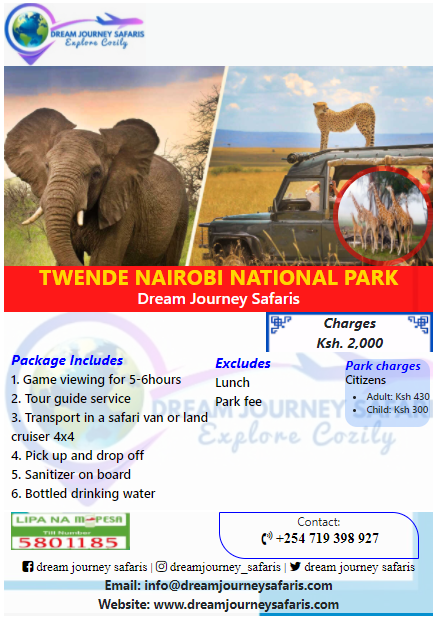 DREAM JOURNEY SAFARIS
Explore Cozily
TWENDE NAIROBI NATIONAL PARK
Dream Journey Safaris
Charges
Ksh. 2,000
Package Includes
1. Game viewing for 5-6hours
2. Tour guide service
3. Transport in a safari van or land
cruiser 4x4
4. Pick up and drop off
5. Sanitizer on board
6. Bottled drinking water
Excludes
Lunch
Park fee
Park charges
Citizens
• Adult: Ksh 430
• Child: Ksh 300
DREAM JOURNEY SAFARIS
Explore Cozily
LIPA NA M-PESA
Till Number
5801185
Contact:
+254 719 398 927
dream journey safaris | dreamjourney_safaris | dream journey safaris
Email: info@dreamjourneysafaris.com
Website: www.dreamjourneysafaris.com